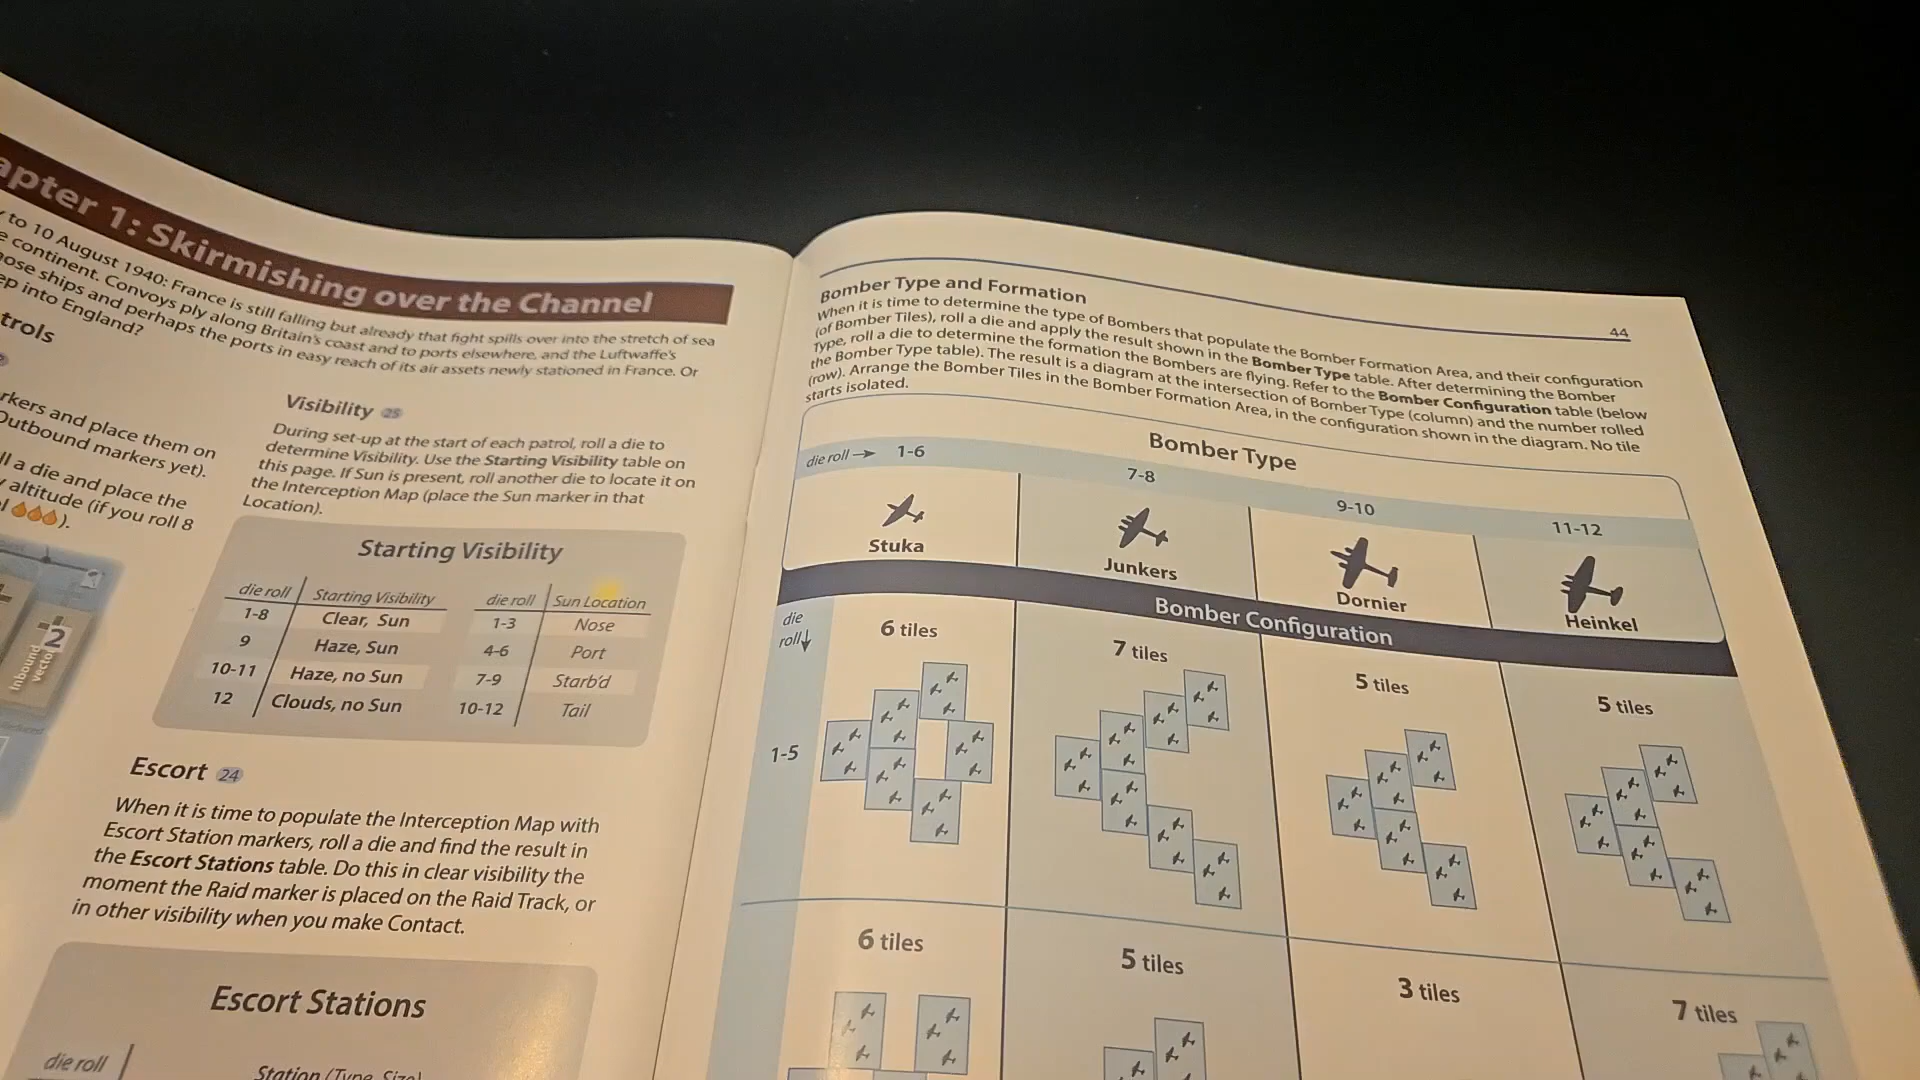 apter 1: Skirmishing over the Channel
to 10 August 1940: France is still falling but already that fight spills over into the stretch of sea
continent. Convoys ply along Britain's coast and to ports elsewhere, and the Luftwaffe's
ose ships and perhaps the ports in easy reach of its air assets newly stationed in France. Or
ep into England?
trols
rkers and place them on
Outbound markers yet).
ll a die and place the
altitude (if you roll 8
).
Inbound
vector
2
Visibility 25
During set-up at the start of each patrol, roll a die to
determine Visibility. Use the Starting Visibility table on
this page. If Sun is present, roll another die to locate it on
the Interception Map (place the Sun marker in that
Location).
Starting Visibility
die roll Starting Visibility die roll Sun Location
1-8 Clear, Sun 1-3 Nose
9 Haze, Sun 4-6 Port
10-11 Haze, no Sun 7-9 Starb'd
12 Clouds, no Sun 10-12 Tail
Escort 24
When it is time to populate the Interception Map with
Escort Station markers, roll a die and find the result in
the Escort Stations table. Do this in clear visibility the
moment the Raid marker is placed on the Raid Track, or
in other visibility when you make Contact.
Escort Stations
die roll Station (Type, Size)
44
Bomber Type and Formation
When it is time to determine the type of Bombers that populate the Bomber Formation Area, and their configuration
(of Bomber Tiles), roll a die and apply the result shown in the Bomber Type table. After determining the Bomber
Type, roll a die to determine the formation the Bombers are flying. Refer to the Bomber Configuration table (below
the Bomber Type table). The result is a diagram at the intersection of Bomber Type (column) and the number rolled
(row). Arrange the Bomber Tiles in the Bomber Formation Area, in the configuration shown in the diagram. No tile
starts isolated.
Bomber Type
die roll → 1-6 7-8 9-10 11-12
Stuka Junkers Dornier Heinkel
Bomber Configuration
die
roll↓
6 tiles 7 tiles 5 tiles 5 tiles
1-5
6 tiles 5 tiles 3 tiles 7 tiles